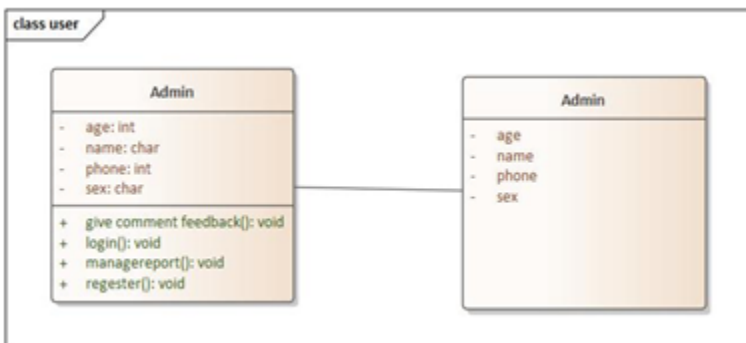 class user
Admin
- age: int
- name: char
- phone: int
- sex: char
+ give comment feedback(): void
+ login(): void
+ managereport(): void
+ regester(): void
Admin
- age
- name
- phone
- sex